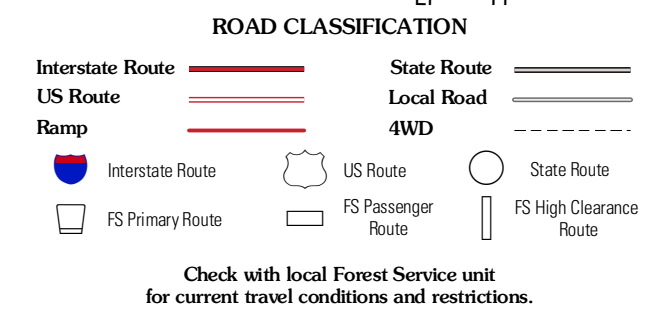 ROAD CLASSIFICATION
Interstate Route
State Route
US Route
Local Road
Ramp
4WD
Interstate Route
US Route
State Route
FS Primary Route
FS Passenger
Route
FS High Clearance
Route
Check with local Forest Service unit
for current travel conditions and restrictions.